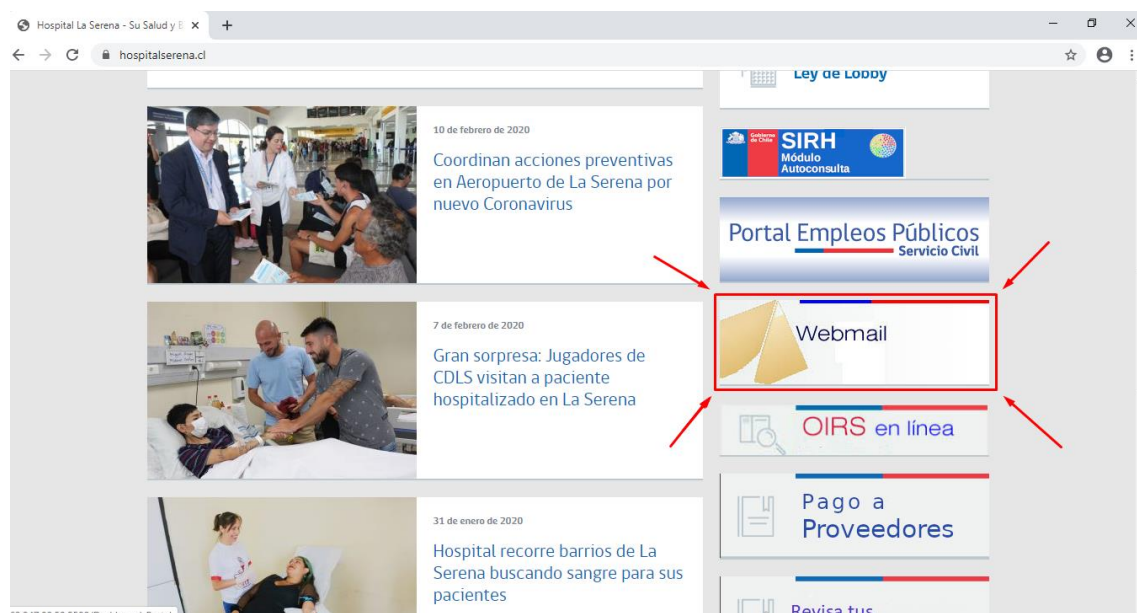 Hospital La Serena - Su Salud y B
hospitalserena.cl
Ley de Lobby
10 de febrero de 2020
Coordinan acciones preventivas
en Aeropuerto de La Serena por
nuevo Coronavirus
Gobierno
de Chile
SIRH
Módulo
Autoconsulta
Portal Empleos Públicos
Servicio Civil
7 de febrero de 2020
Gran sorpresa: Jugadores de
CDLS visitan a paciente
hospitalizado en La Serena
Webmail
OIRS en línea
31 de enero de 2020
Hospital recorre barrios de La
Serena buscando sangre para sus
pacientes
Pago a
Proveedores
Revisa tus